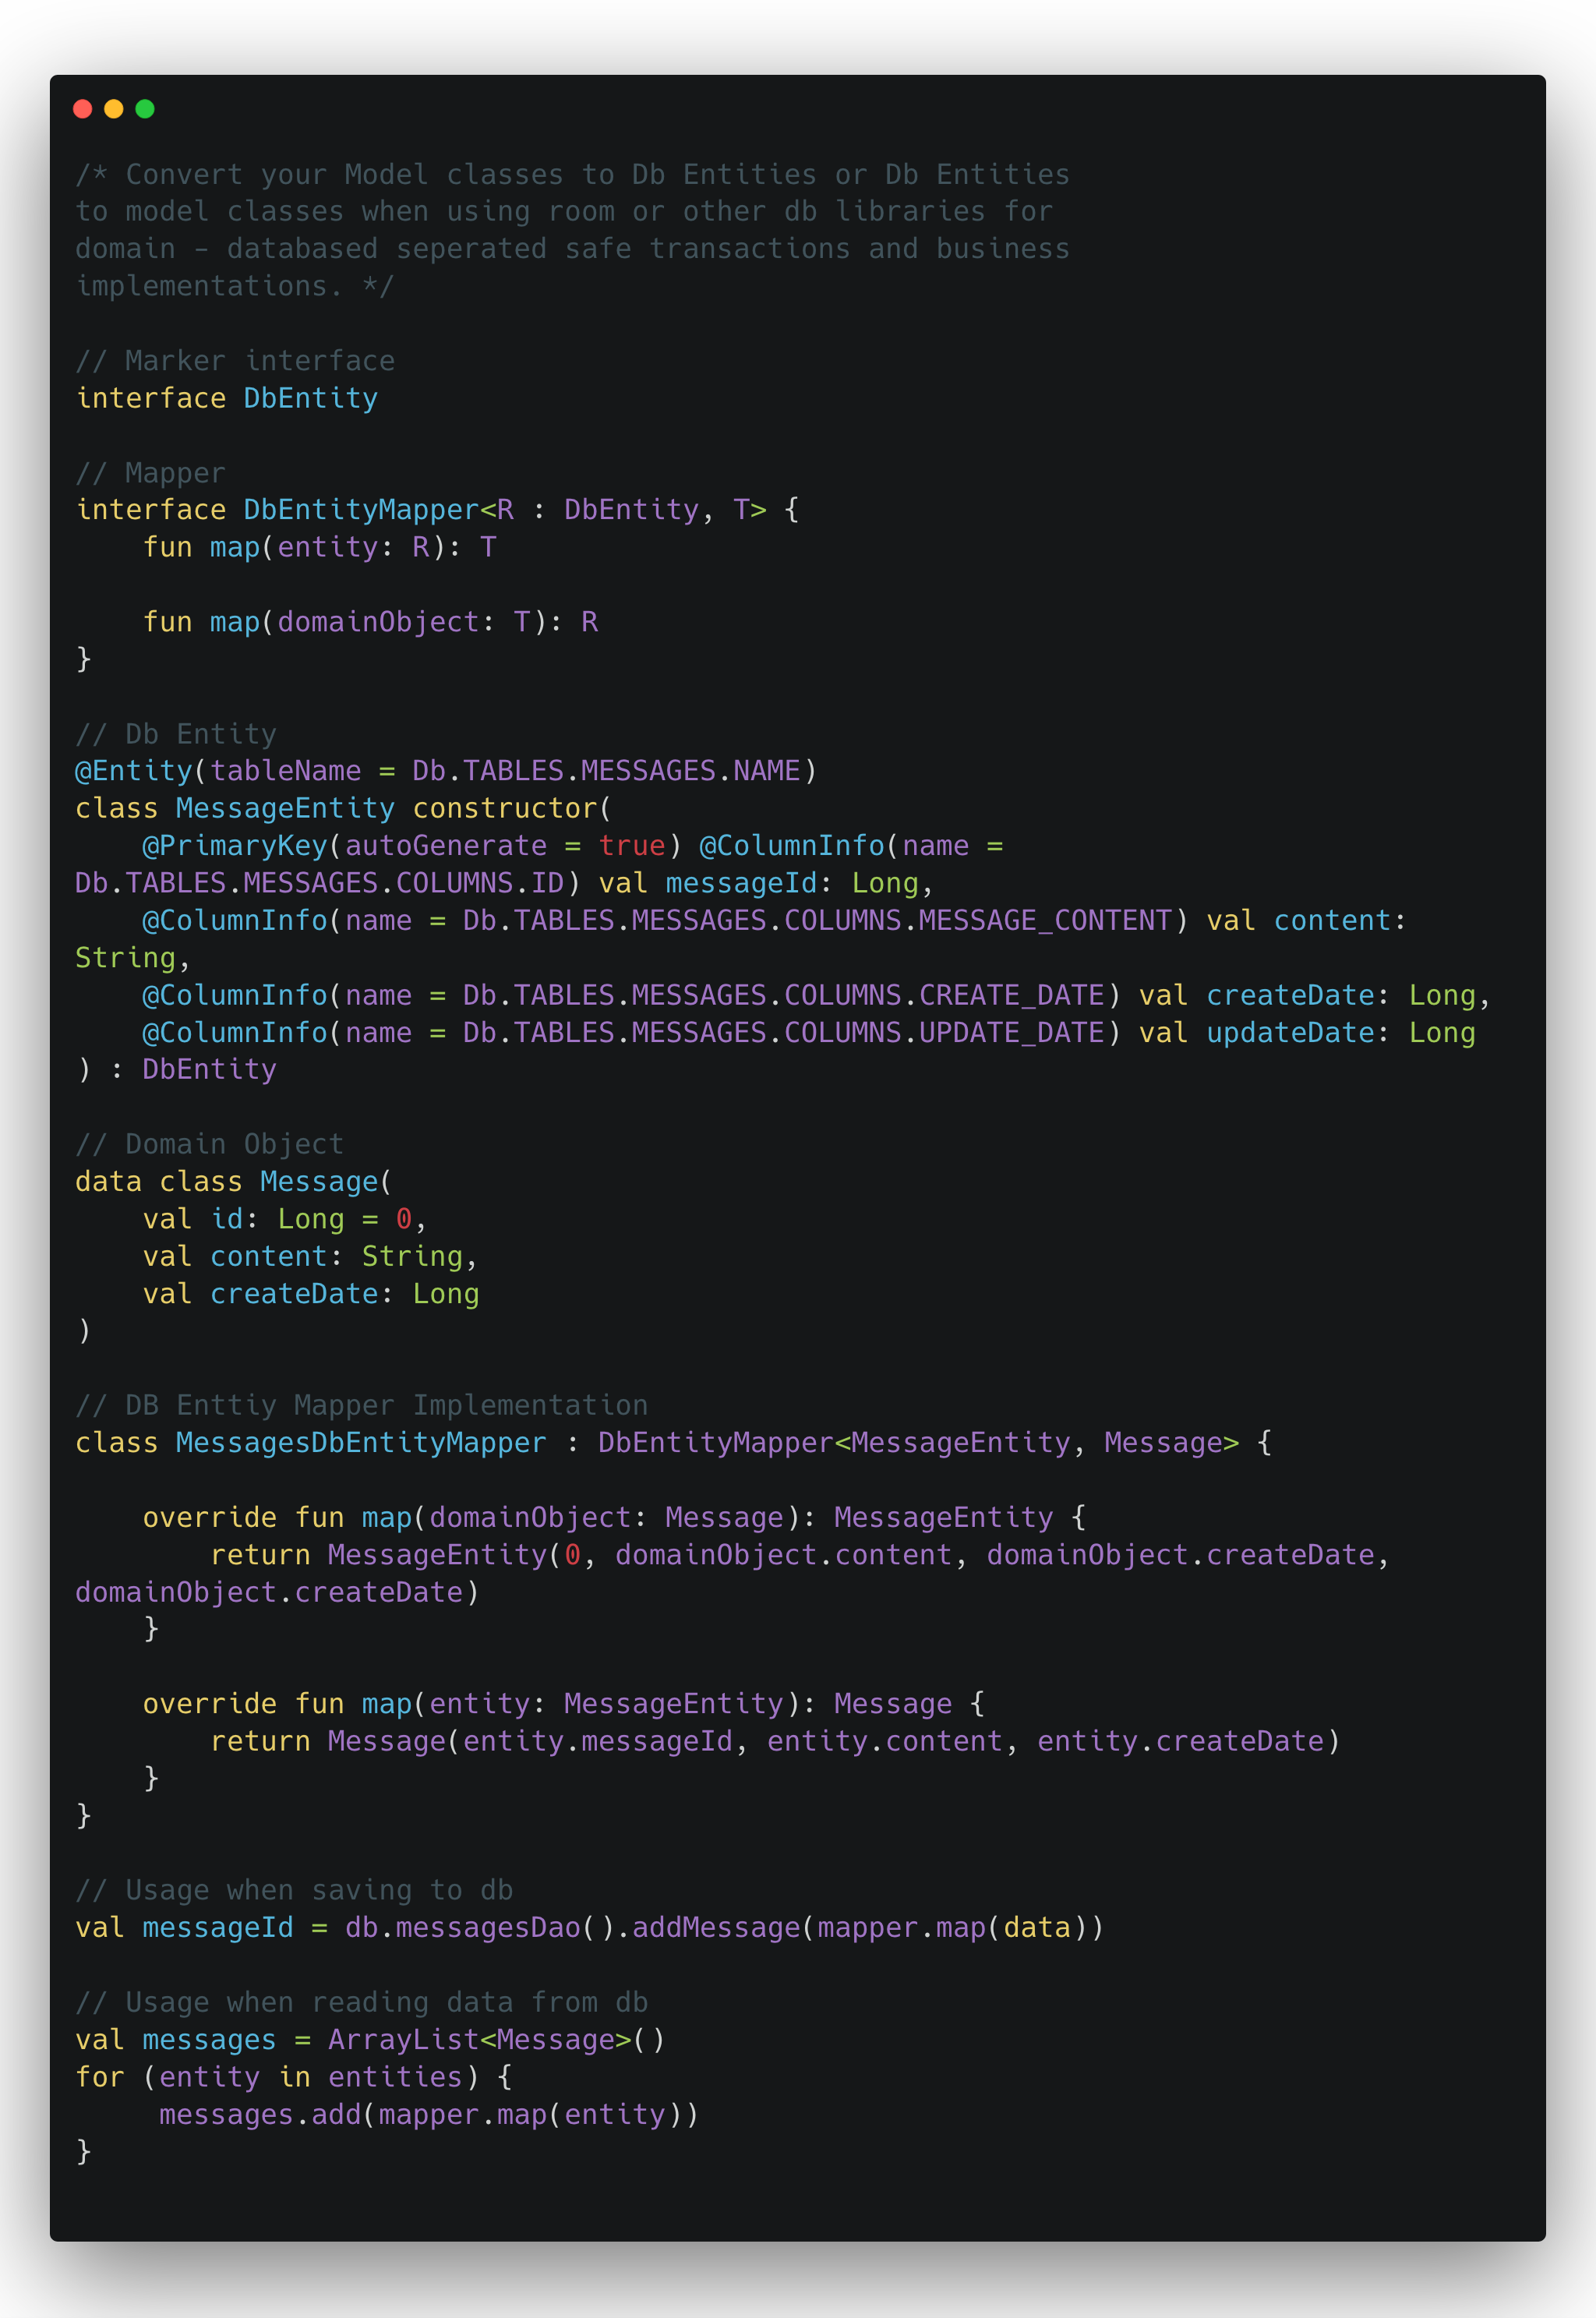 /* Convert your Model classes to Db Entities or Db Entities
to model classes when using room or other db libraries for
domain - databased seperated safe transactions and business
implementations. */

// Marker interface
interface DbEntity

// Mapper
interface DbEntityMapper<R : DbEntity, T> {
    fun map(entity: R): T

    fun map(domainObject: T): R
}

// Db Entity
@Entity(tableName = Db.TABLES.MESSAGES.NAME)
class MessageEntity constructor(
    @PrimaryKey(autoGenerate = true) @ColumnInfo(name =
Db.TABLES.MESSAGES.COLUMNS.ID) val messageId: Long,
    @ColumnInfo(name = Db.TABLES.MESSAGES.COLUMNS.MESSAGE_CONTENT) val content:
String,
    @ColumnInfo(name = Db.TABLES.MESSAGES.COLUMNS.CREATE_DATE) val createDate: Long,
    @ColumnInfo(name = Db.TABLES.MESSAGES.COLUMNS.UPDATE_DATE) val updateDate: Long
) : DbEntity

// Domain Object
data class Message(
    val id: Long = 0,
    val content: String,
    val createDate: Long
)

// DB Enttiy Mapper Implementation
class MessagesDbEntityMapper : DbEntityMapper<MessageEntity, Message> {

    override fun map(domainObject: Message): MessageEntity {
        return MessageEntity(0, domainObject.content, domainObject.createDate,
domainObject.createDate)
    }

    override fun map(entity: MessageEntity): Message {
        return Message(entity.messageId, entity.content, entity.createDate)
    }
}

// Usage when saving to db
val messageId = db.messagesDao().addMessage(mapper.map(data))

// Usage when reading data from db
val messages = ArrayList<Message>()
for (entity in entities) {
     messages.add(mapper.map(entity))
}